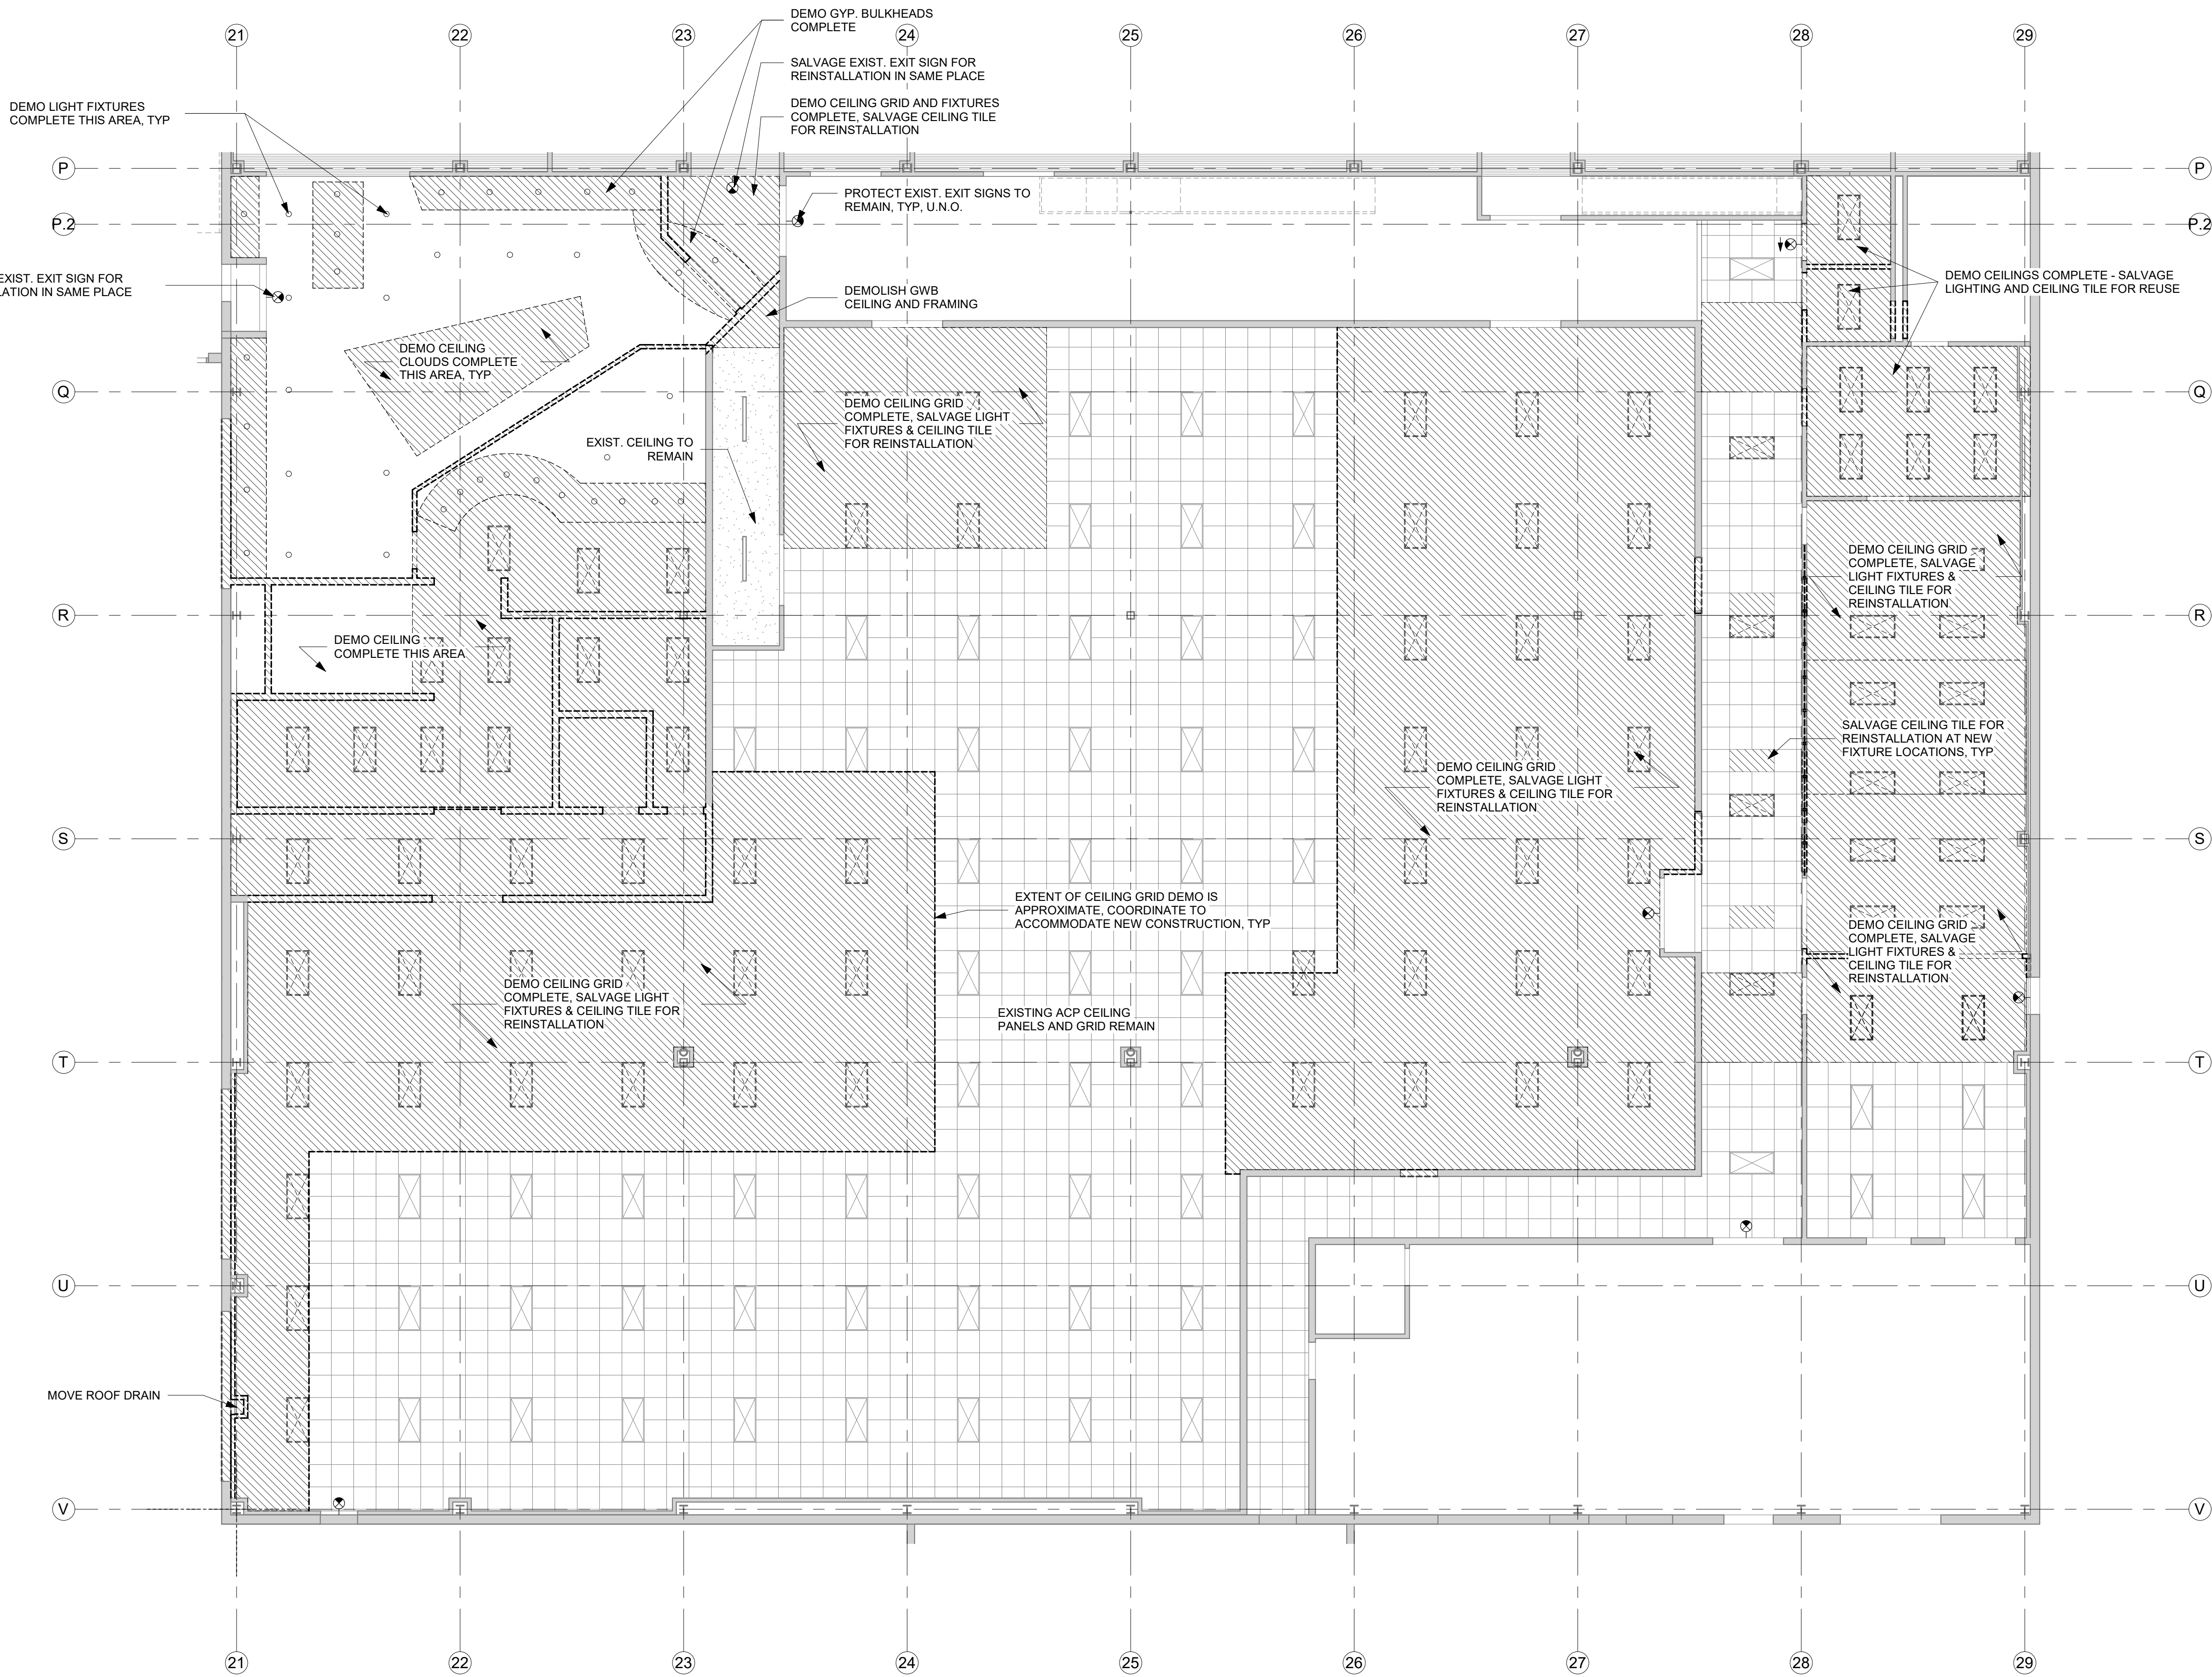 DEMO GYP. BULKHEADS
COMPLETE
21
22
23
24
25
26
27
28
29
SALVAGE EXIST. EXIT SIGN FOR
REINSTALLATION IN SAME PLACE
DEMO LIGHT FIXTURES
COMPLETE THIS AREA, TYP
DEMO CEILING GRID AND FIXTURES
COMPLETE, SALVAGE CEILING TILE
FOR REINSTALLATION
P
P
PROTECT EXIST. EXIT SIGNS TO
REMAIN, TYP, U.N.O.
P.2
P.2
EXIST. EXIT SIGN FOR
LATION IN SAME PLACE
DEMO CEILINGS COMPLETE - SALVAGE
LIGHTING AND CEILING TILE FOR REUSE
DEMOLISH GWB
CEILING AND FRAMING
DEMO CEILING
CLOUDS COMPLETE
THIS AREA, TYP
Q
Q
DEMO CEILING GRID
COMPLETE, SALVAGE LIGHT
FIXTURES & CEILING TILE
FOR REINSTALLATION
EXIST. CEILING TO
REMAIN
DEMO CEILING GRID
COMPLETE, SALVAGE
LIGHT FIXTURES &
CEILING TILE FOR
REINSTALLATION
R
R
DEMO CEILING
COMPLETE THIS AREA
SALVAGE CEILING TILE FOR
REINSTALLATION AT NEW
FIXTURE LOCATIONS, TYP
DEMO CEILING GRID
COMPLETE, SALVAGE LIGHT
FIXTURES & CEILING TILE FOR
REINSTALLATION
S
S
EXTENT OF CEILING GRID DEMO IS
APPROXIMATE, COORDINATE TO
ACCOMMODATE NEW CONSTRUCTION, TYP
DEMO CEILING GRID
COMPLETE, SALVAGE
LIGHT FIXTURES &
CEILING TILE FOR
REINSTALLATION
DEMO CEILING GRID
COMPLETE, SALVAGE LIGHT
FIXTURES & CEILING TILE FOR
REINSTALLATION
EXISTING ACP CEILING
PANELS AND GRID REMAIN
T
T
U
U
MOVE ROOF DRAIN
V
V
21
22
23
24
25
26
27
28
29